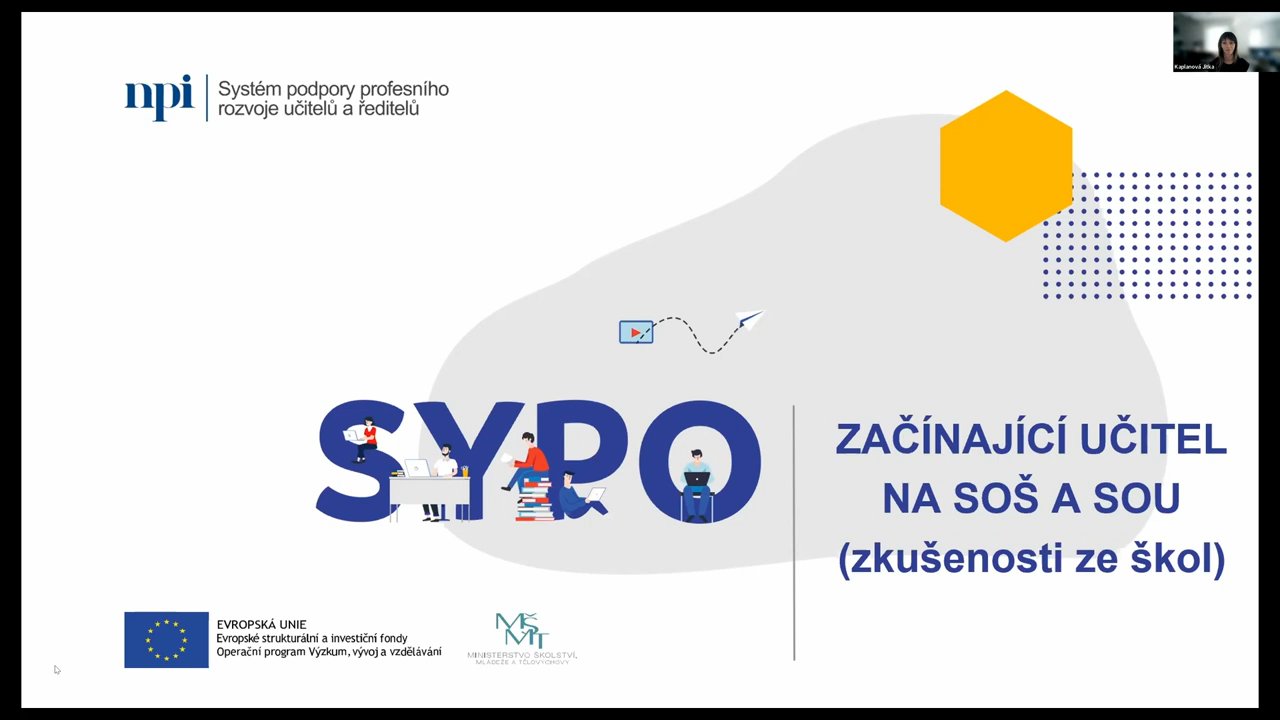 Kaplanová Jitka
npi
Systém podpory profesního
rozvoje učitelů a ředitelů
SYPO
ZAČÍNAJÍCÍ UČITEL
NA SOŠ A SOU
(zkušenosti ze škol)
EVROPSKÁ UNIE
Evropské strukturální a investiční fondy
Operační program Výzkum, vývoj a vzdělávání
MŠMT
MINISTERSTVO ŠKOLSTVÍ,
MLÁDEŽE A TĚLOVÝCHOVY